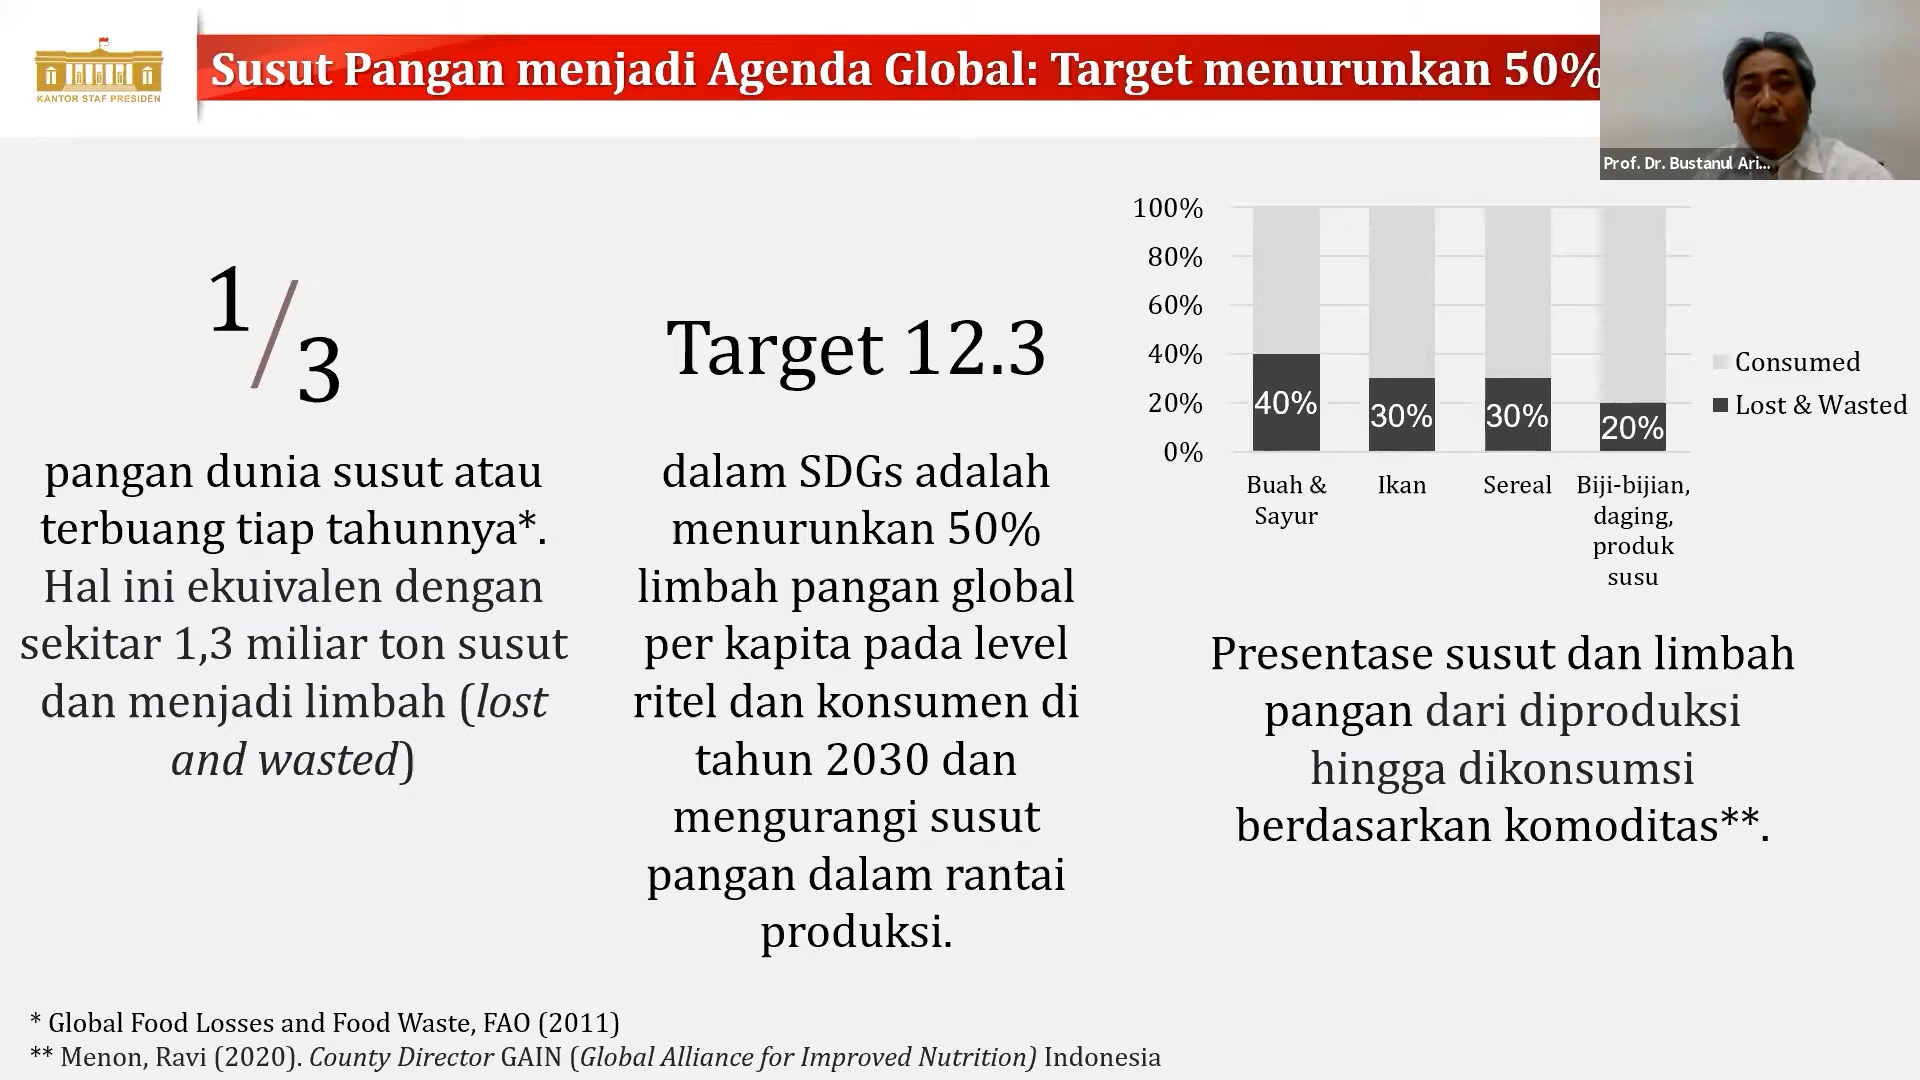 KANTOR STAF PRESIDEN
Susut Pangan menjadi Agenda Global: Target menurunkan 50%
Prof. Dr. Bustanul Ari...
1/3
pangan dunia susut atau
terbuang tiap tahunnya*.
Hal ini ekuivalen dengan
sekitar 1,3 miliar ton susut
dan menjadi limbah (lost
and wasted)
Target 12.3
dalam SDGs adalah
menurunkan 50%
limbah pangan global
per kapita pada level
ritel dan konsumen di
tahun 2030 dan
mengurangi susut
pangan dalam rantai
produksi.
100%
80%
60%
40%
20%
0%
40%
30%
30%
20%
Buah &
Sayur
Ikan
Sereal
Biji-bijian,
daging,
produk
susu
Consumed
Lost & Wasted
Presentase susut dan limbah
pangan dari diproduksi
hingga dikonsumsi
berdasarkan komoditas**.
* Global Food Losses and Food Waste, FAO (2011)
** Menon, Ravi (2020). County Director GAIN (Global Alliance for Improved Nutrition) Indonesia